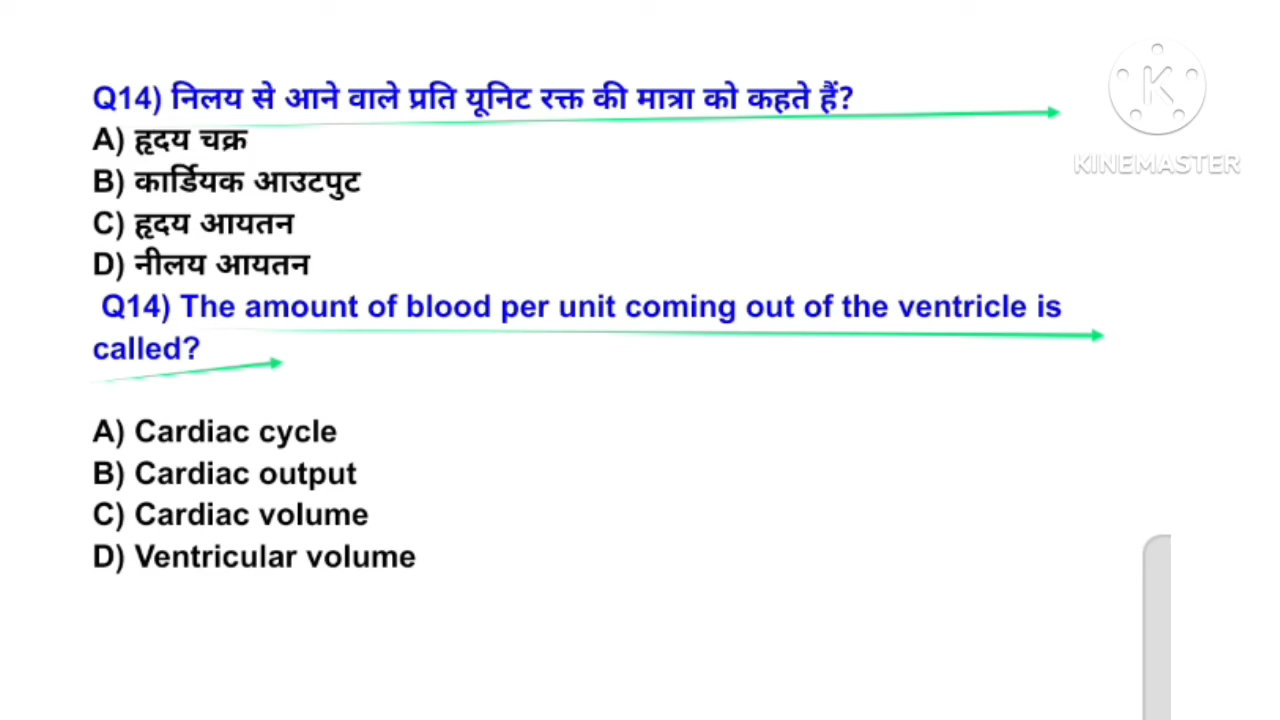 Q14) निलय से आने वाले प्रति यूनिट रक्त की मात्रा को कहते हैं?
KINEMASTER
A) हृदय चक्र
B) कार्डियक आउटपुट
C) हृदय आयतन
D) नीलय आयतन
Q14) The amount of blood per unit coming out of the ventricle is
called?
A) Cardiac cycle
B) Cardiac output
C) Cardiac volume
D) Ventricular volume